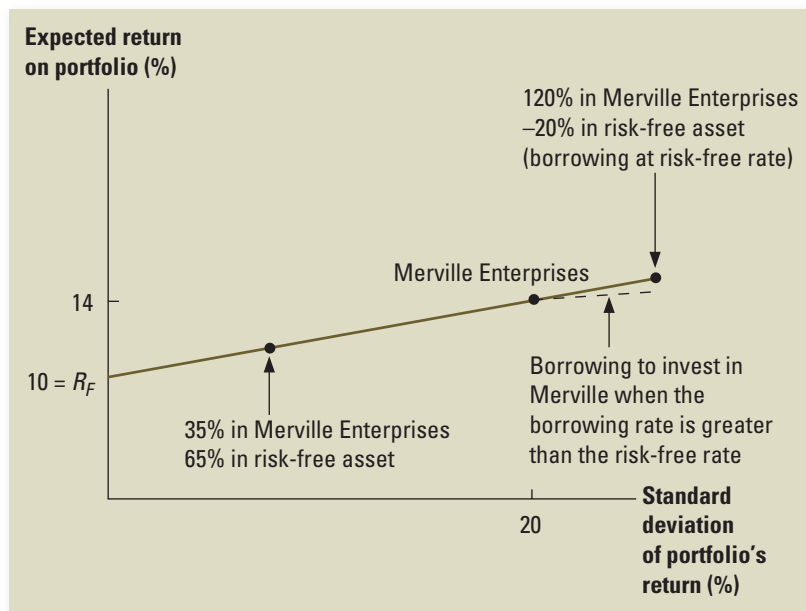 Expected return
on portfolio (%)
120% in Merville Enterprises
–20% in risk-free asset
(borrowing at risk-free rate)
Merville Enterprises
14
10 = R_F
35% in Merville Enterprises
65% in risk-free asset
Borrowing to invest in
Merville when the
borrowing rate is greater
than the risk-free rate
20
Standard
deviation
of portfolio's
return (%)